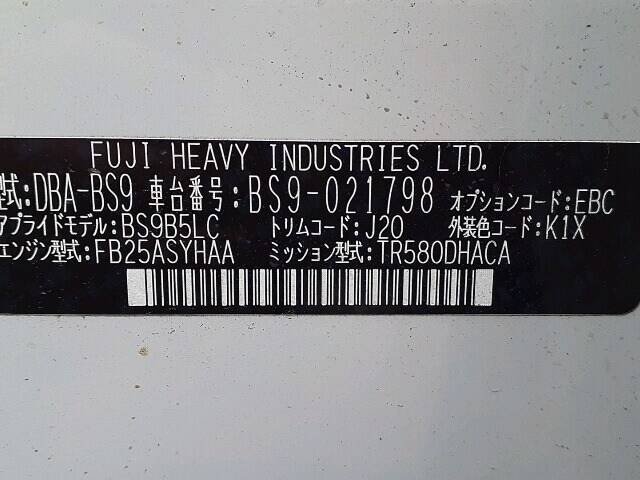 FUJI HEAVY INDUSTRIES LTD.
型式:DBA-BS9 車台番号:BS9-021798 オプションコード:EBC
アプライドモデル:BS9B5LC トリムコード:J20 外装色コード:K1X
エンジン型式:FB25ASYHAA ミッション型式:TR580DHACA